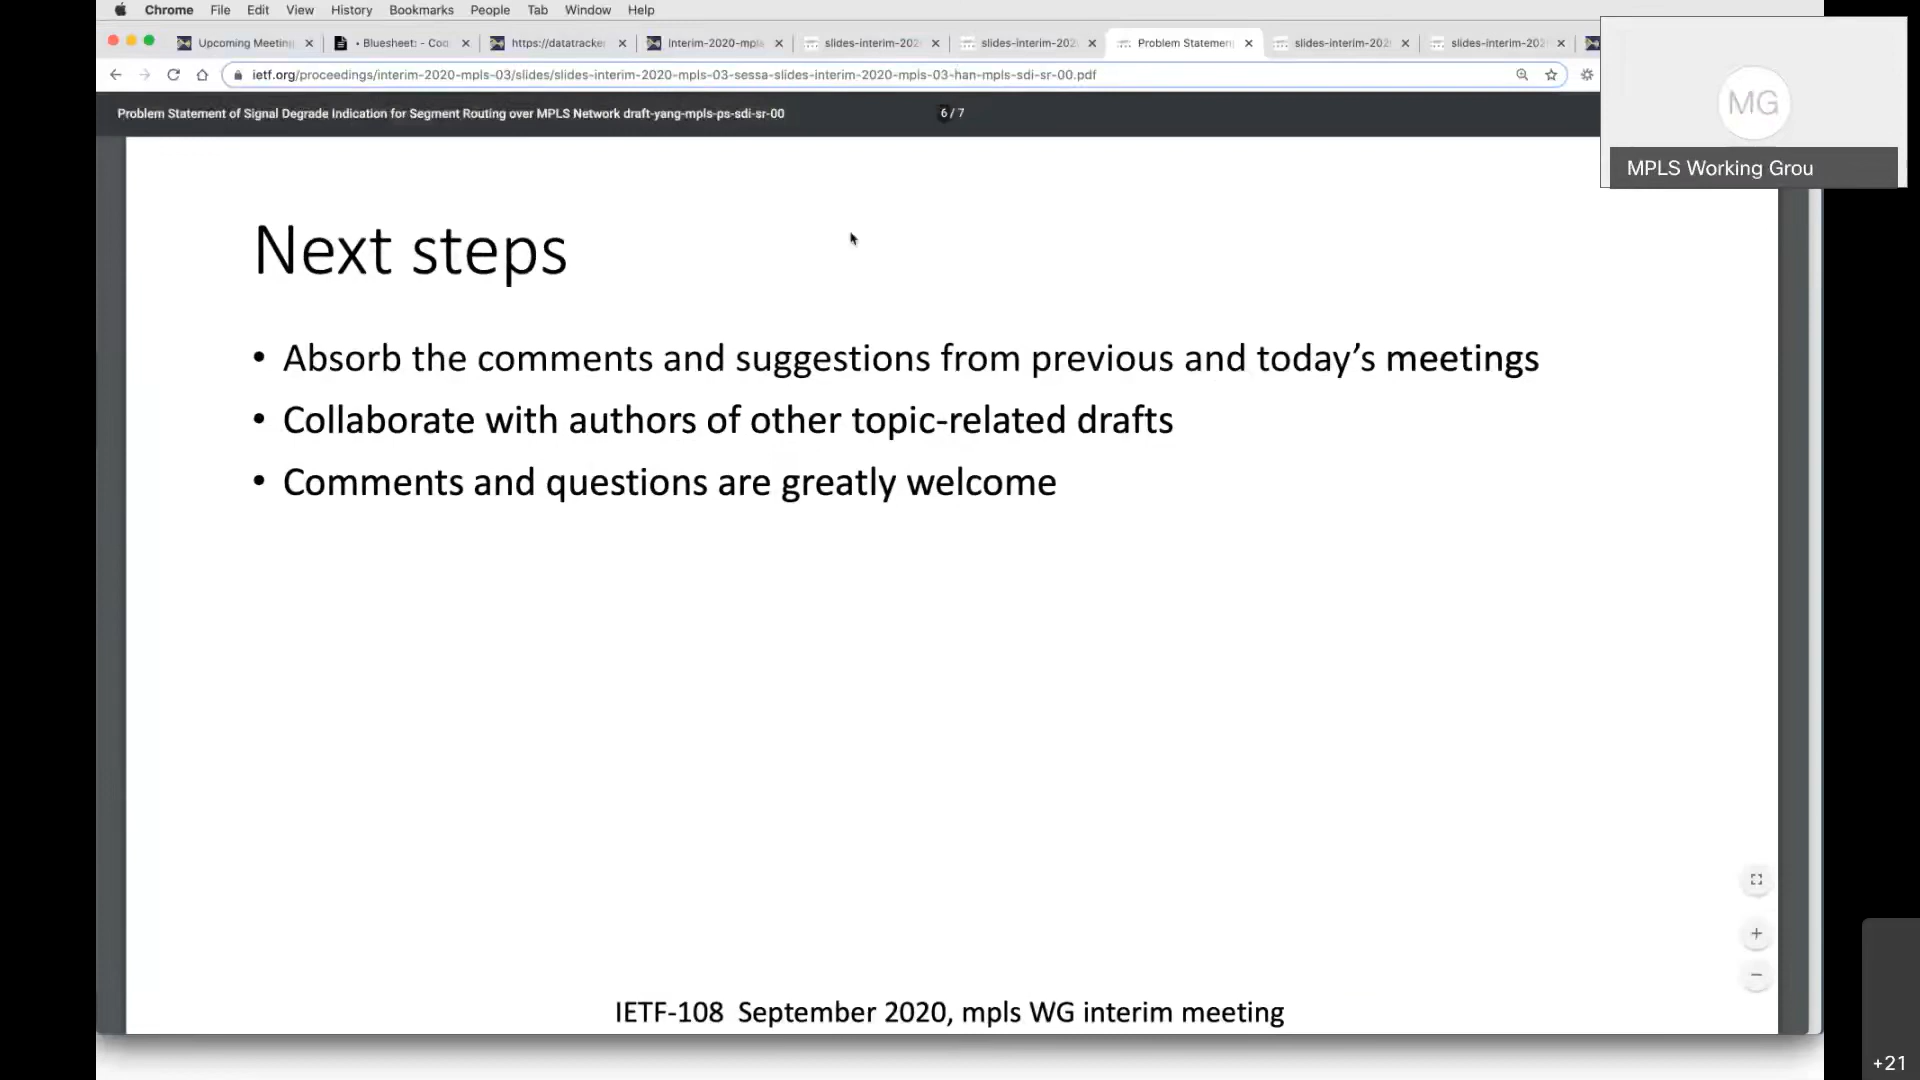 Chrome File Edit View History Bookmarks People Tab Window Help
Upcoming Meeting • Bluesheet: - Coo https://datatracker Interim-2020-mpls slides-interim-202 slides-interim-202 Problem Statement slides-interim-202 slides-interim-202
ietf.org/proceedings/interim-2020-mpls-03/slides/slides-interim-2020-mpls-03-sessa-slides-interim-2020-mpls-03-han-mpls-sdi-sr-00.pdf
Problem Statement of Signal Degrade Indication for Segment Routing over MPLS Network draft-yang-mpls-ps-sdi-sr-00 6 / 7
MG
MPLS Working Grou
Next steps
• Absorb the comments and suggestions from previous and today’s meetings
• Collaborate with authors of other topic-related drafts
• Comments and questions are greatly welcome
IETF-108 September 2020, mpls WG interim meeting
+21